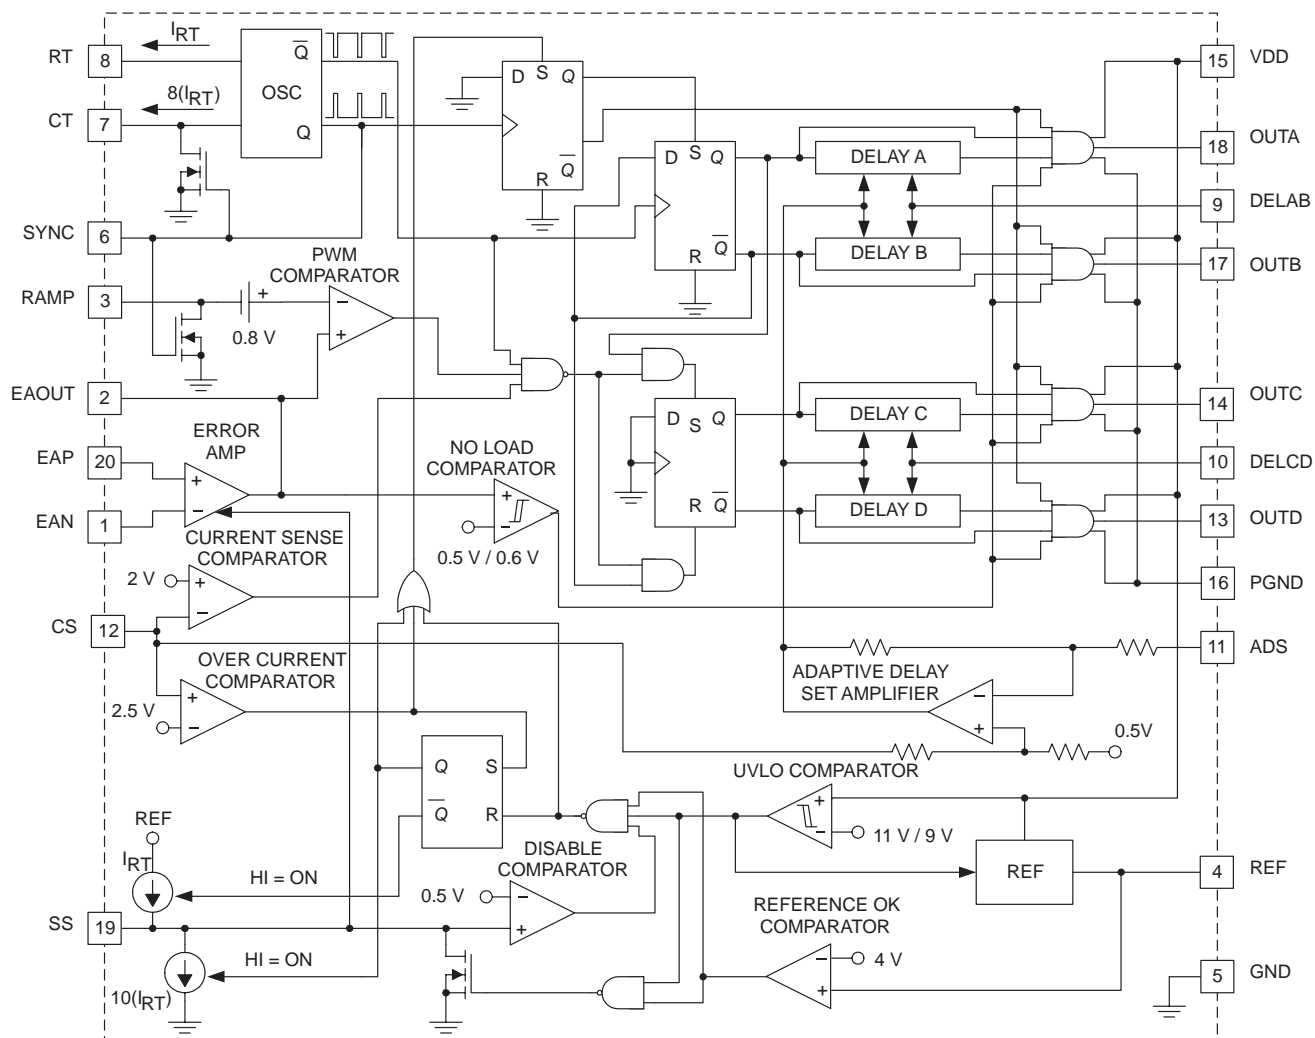 RT
8
I_RT
OSC
Q̅
Q
CT
7
8(I_RT)
SYNC
6
RAMP
3
0.8 V
+
PWM
COMPARATOR
−
+
EAOUT
2
ERROR
AMP
EAP
20
+
−
EAN
1
CURRENT SENSE
COMPARATOR
2 V
+
−
CS
12
OVER CURRENT
COMPARATOR
+
−
2.5 V
NO LOAD
COMPARATOR
+
−
0.5 V / 0.6 V
D S Q
Q̅
R
D S Q
Q̅
R
D S Q
Q̅
R
DELAY A
DELAY B
DELAY C
DELAY D
15
VDD
18
OUTA
9
DELAB
17
OUTB
14
OUTC
10
DELCD
13
OUTD
16
PGND
11
ADS
ADAPTIVE DELAY
SET AMPLIFIER
−
+
0.5V
UVLO COMPARATOR
+
−
11 V / 9 V
Q S
Q̅
R
REF
I_RT
HI = ON
DISABLE
COMPARATOR
0.5 V
−
+
SS
19
HI = ON
10(I_RT)
REF
4
REF
REFERENCE OK
COMPARATOR
−
4 V
+
5
GND